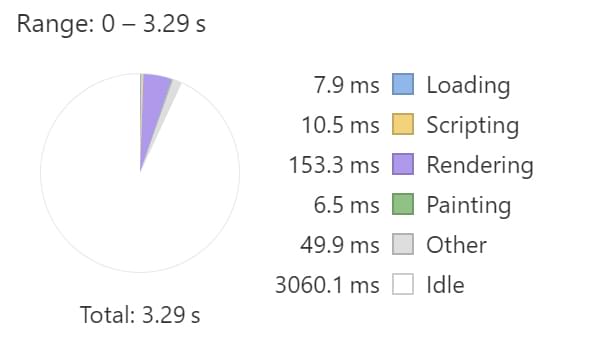 Range: 0 – 3.29 s
7.9 ms Loading
10.5 ms Scripting
153.3 ms Rendering
6.5 ms Painting
49.9 ms Other
3060.1 ms Idle
Total: 3.29 s